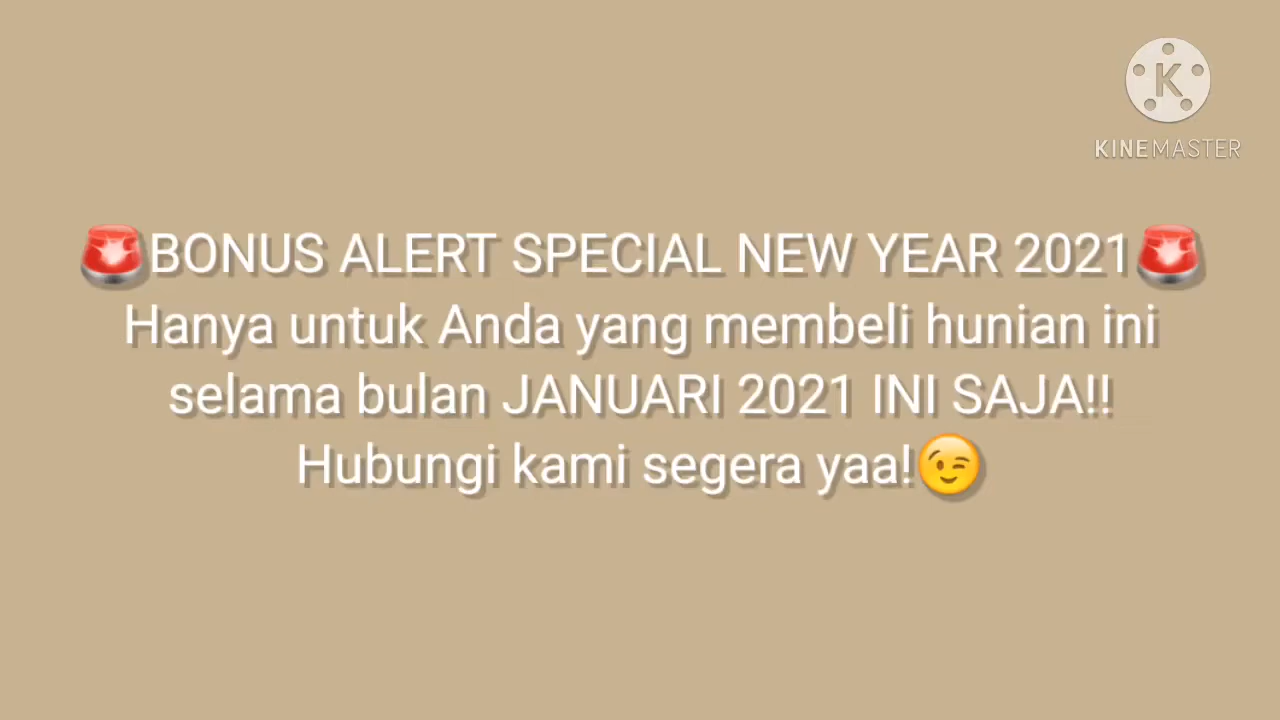 K
KINEMASTER
🚨BONUS ALERT SPECIAL NEW YEAR 2021🚨
Hanya untuk Anda yang membeli hunian ini
selama bulan JANUARI 2021 INI SAJA!!
Hubungi kami segera yaa!😉